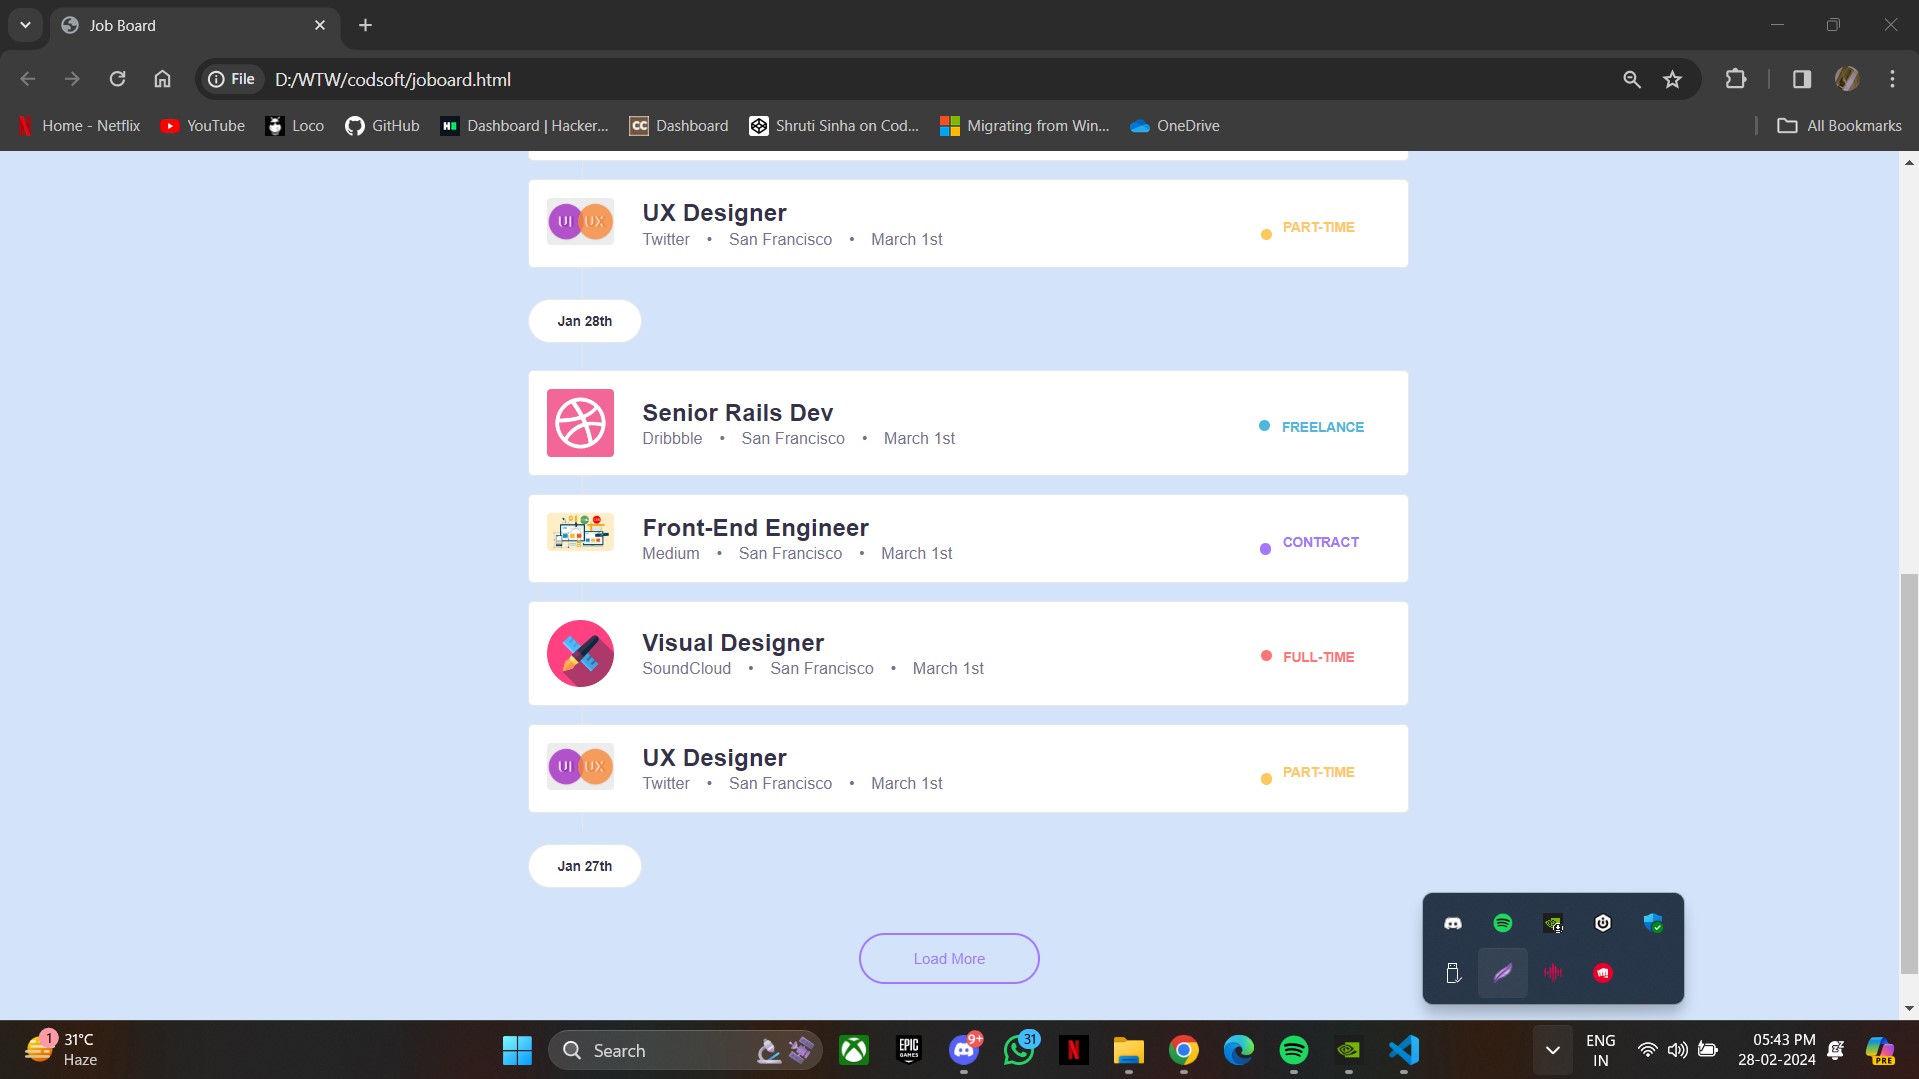 Job Board
File D:/WTW/codsoft/joboard.html
Home - Netflix YouTube Loco GitHub Dashboard | Hacker... Dashboard Shruti Sinha on Cod... Migrating from Win... OneDrive All Bookmarks
UI UX
UX Designer
Twitter • San Francisco • March 1st
PART-TIME
Jan 28th
Senior Rails Dev
Dribbble • San Francisco • March 1st
FREELANCE
Front-End Engineer
Medium • San Francisco • March 1st
CONTRACT
Visual Designer
SoundCloud • San Francisco • March 1st
FULL-TIME
UI UX
UX Designer
Twitter • San Francisco • March 1st
PART-TIME
Jan 27th
Load More
1
31°C
Haze
Search
EPIC
GAMES
9+
31
ENG
IN
05:43 PM
28-02-2024
PRE